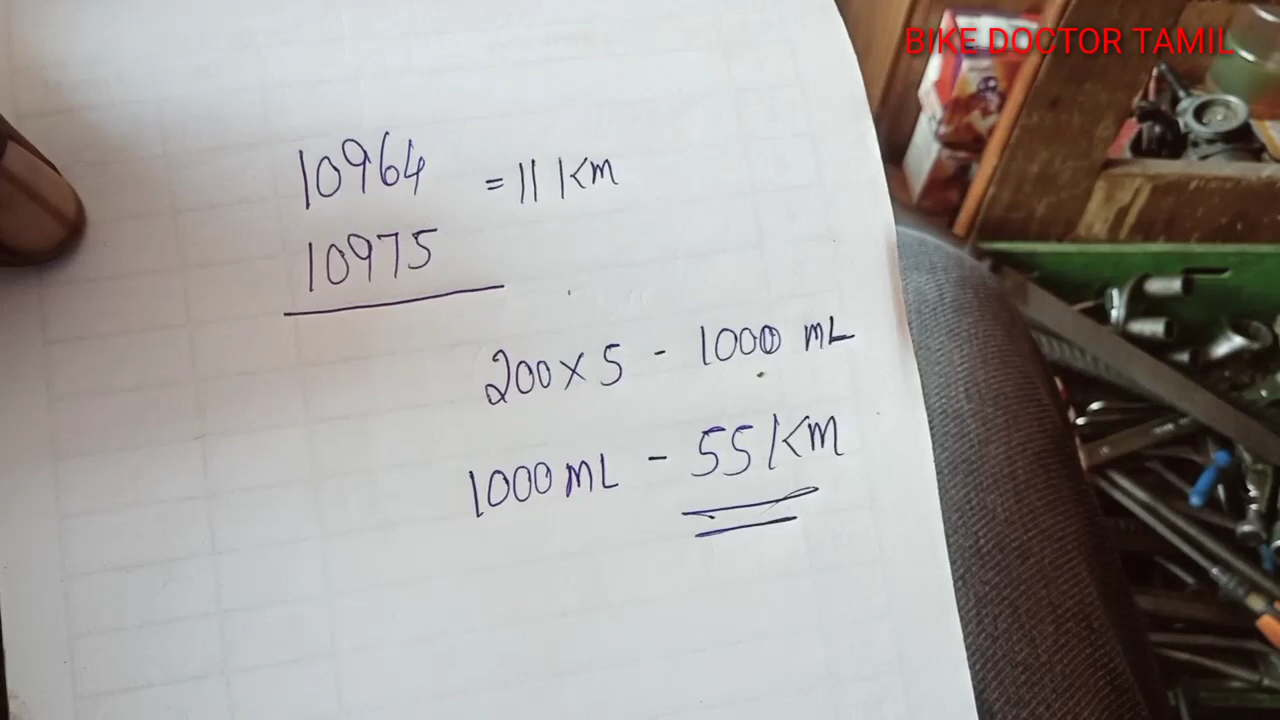 BIKE DOCTOR TAMIL
10964 = 11 KM
10975
200 x 5 - 1000 mL
1000 mL - 55 KM